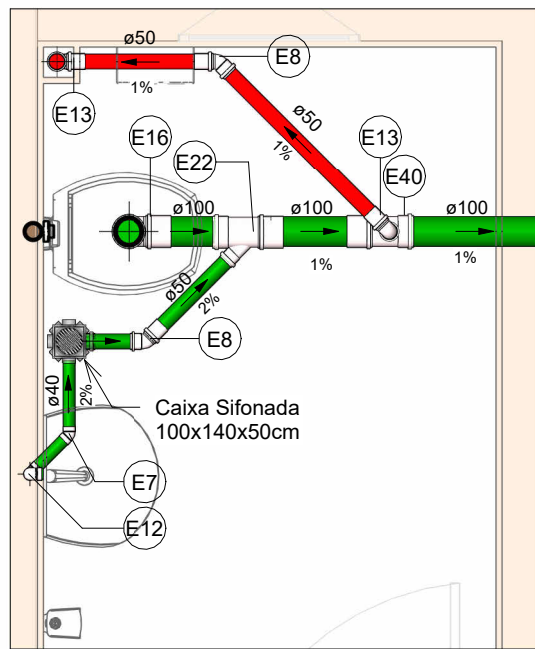 ø50
E8
1%
E13
ø50
1%
E16
E13
E22
E40
ø100
ø100
ø100
1%
1%
ø50
2%
E8
ø40
2%
Caixa Sifonada
100x140x50cm
E7
E12